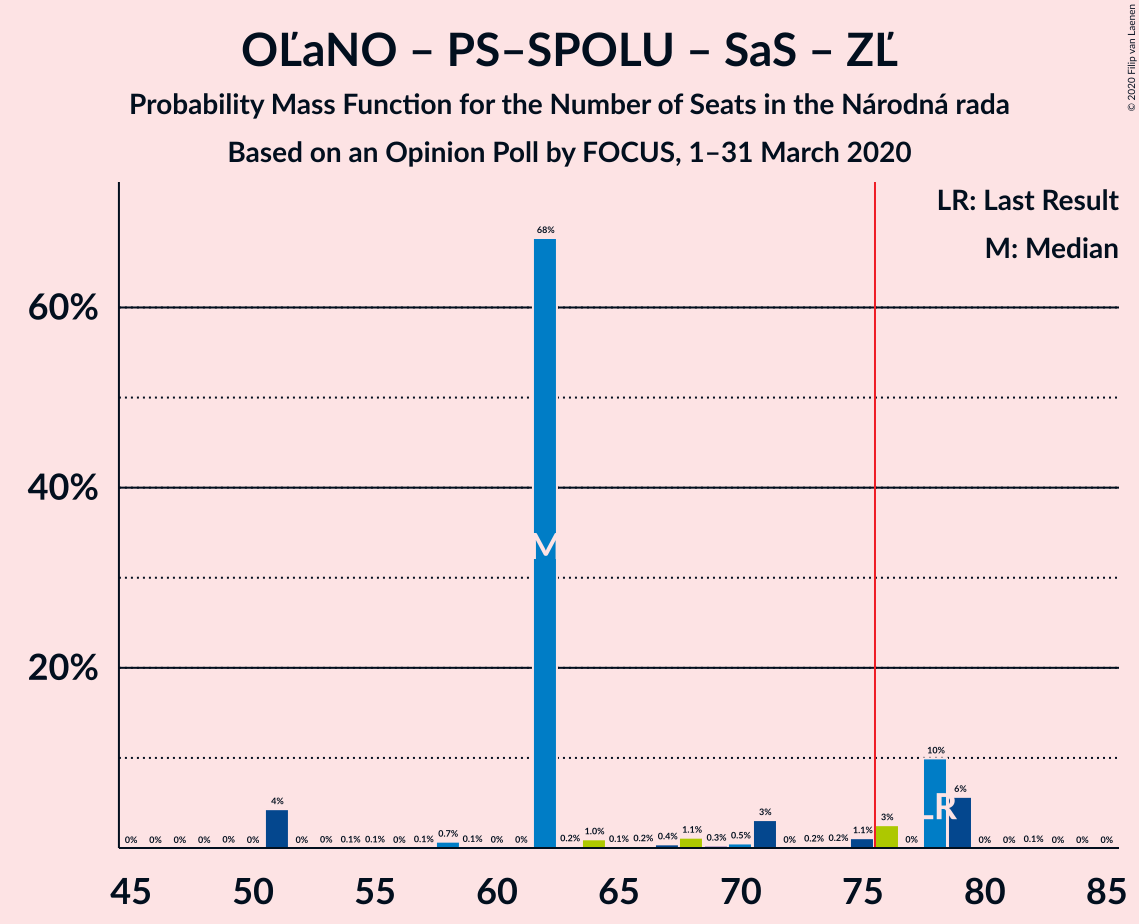 OĽaNO – PS–SPOLU – SaS – ZĽ
Probability Mass Function for the Number of Seats in the Národná rada
Based on an Opinion Poll by FOCUS, 1–31 March 2020
© 2020 Filip van Laenen
LR: Last Result
M: Median
60%
40%
20%
0% 0% 0% 0% 0% 0% 4% 0% 0% 0.1% 0.1% 0% 0.1% 0.7% 0.1% 0% 0% 68% 0.2% 1.0% 0.1% 0.2% 0.4% 1.1% 0.3% 0.5% 3% 0% 0.2% 0.2% 1.1% 3% 0% 10% 6% 0% 0% 0.1% 0% 0% 0%
M
LR
45 50 55 60 65 70 75 80 85